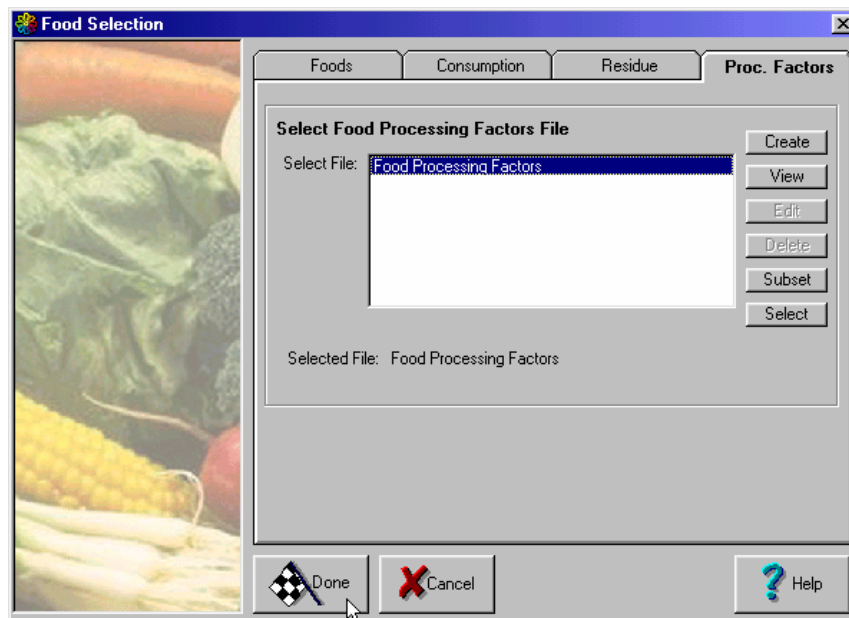 Food Selection
Foods Consumption Residue Proc. Factors
Select Food Processing Factors File
Select File: Food Processing Factors
Create
View
Edit
Delete
Subset
Select
Selected File: Food Processing Factors
Done Cancel Help